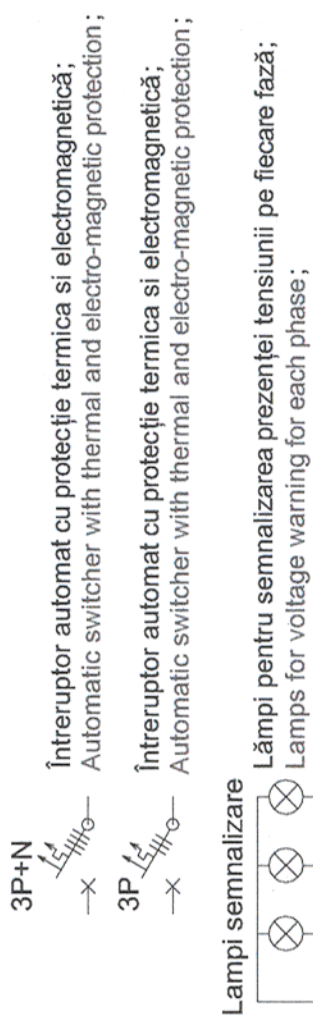 3P+N
Întreruptor automat cu protecție termica si electromagnetică;
Automatic switcher with thermal and electro-magnetic protection;
3P
Întreruptor automat cu protecție termica si electromagnetică;
Automatic switcher with thermal and electro-magnetic protection;
Lampi semnalizare
Lămpi pentru semnalizarea prezenței tensiunii pe fiecare fază;
Lamps for voltage warning for each phase;